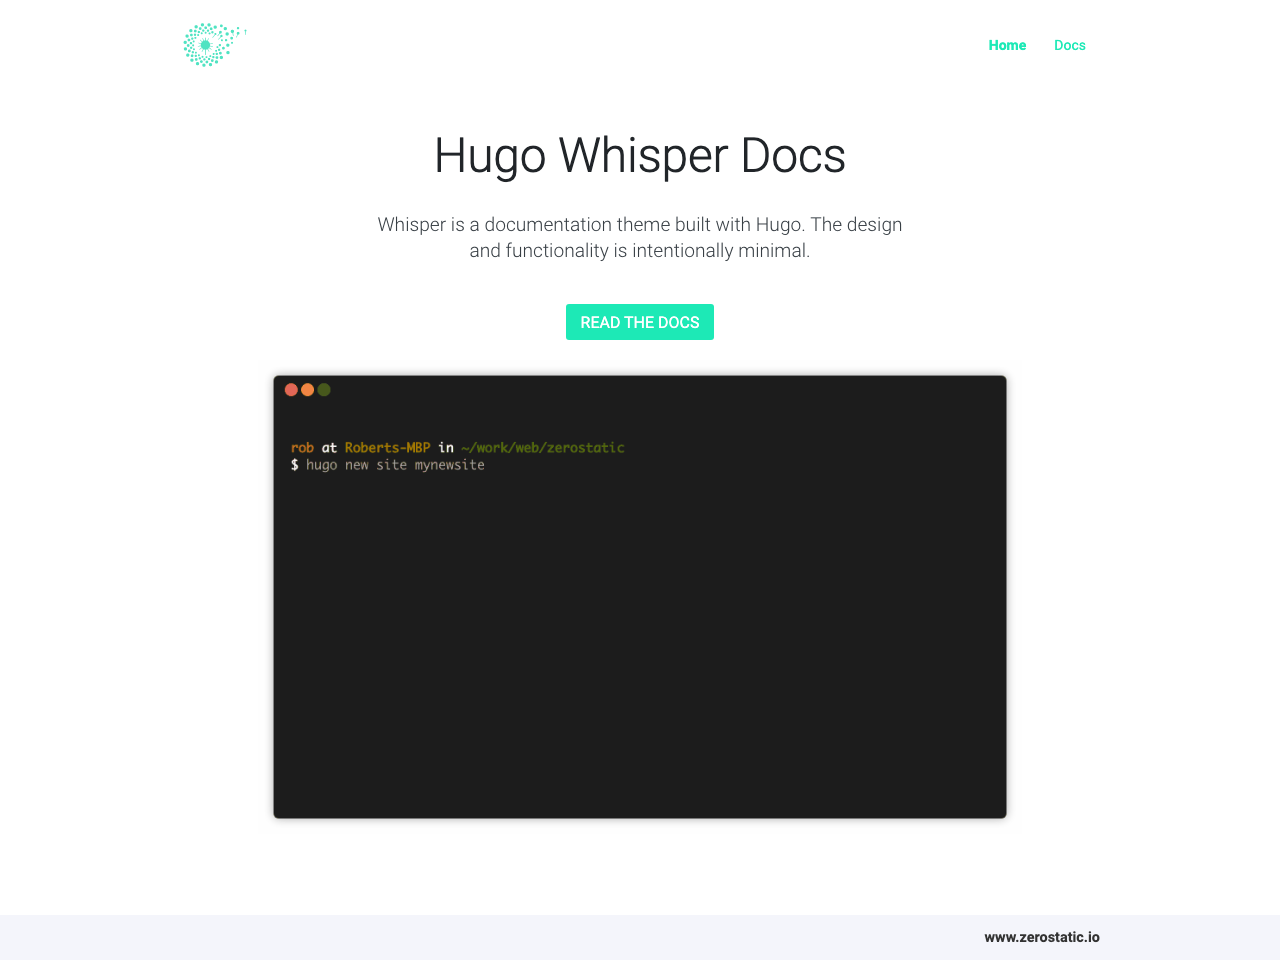 Home
Docs
Hugo Whisper Docs
Whisper is a documentation theme built with Hugo. The design
and functionality is intentionally minimal.
READ THE DOCS
rob at Roberts-MBP in ~/work/web/zerostatic
$ hugo new site mynewsite
www.zerostatic.io